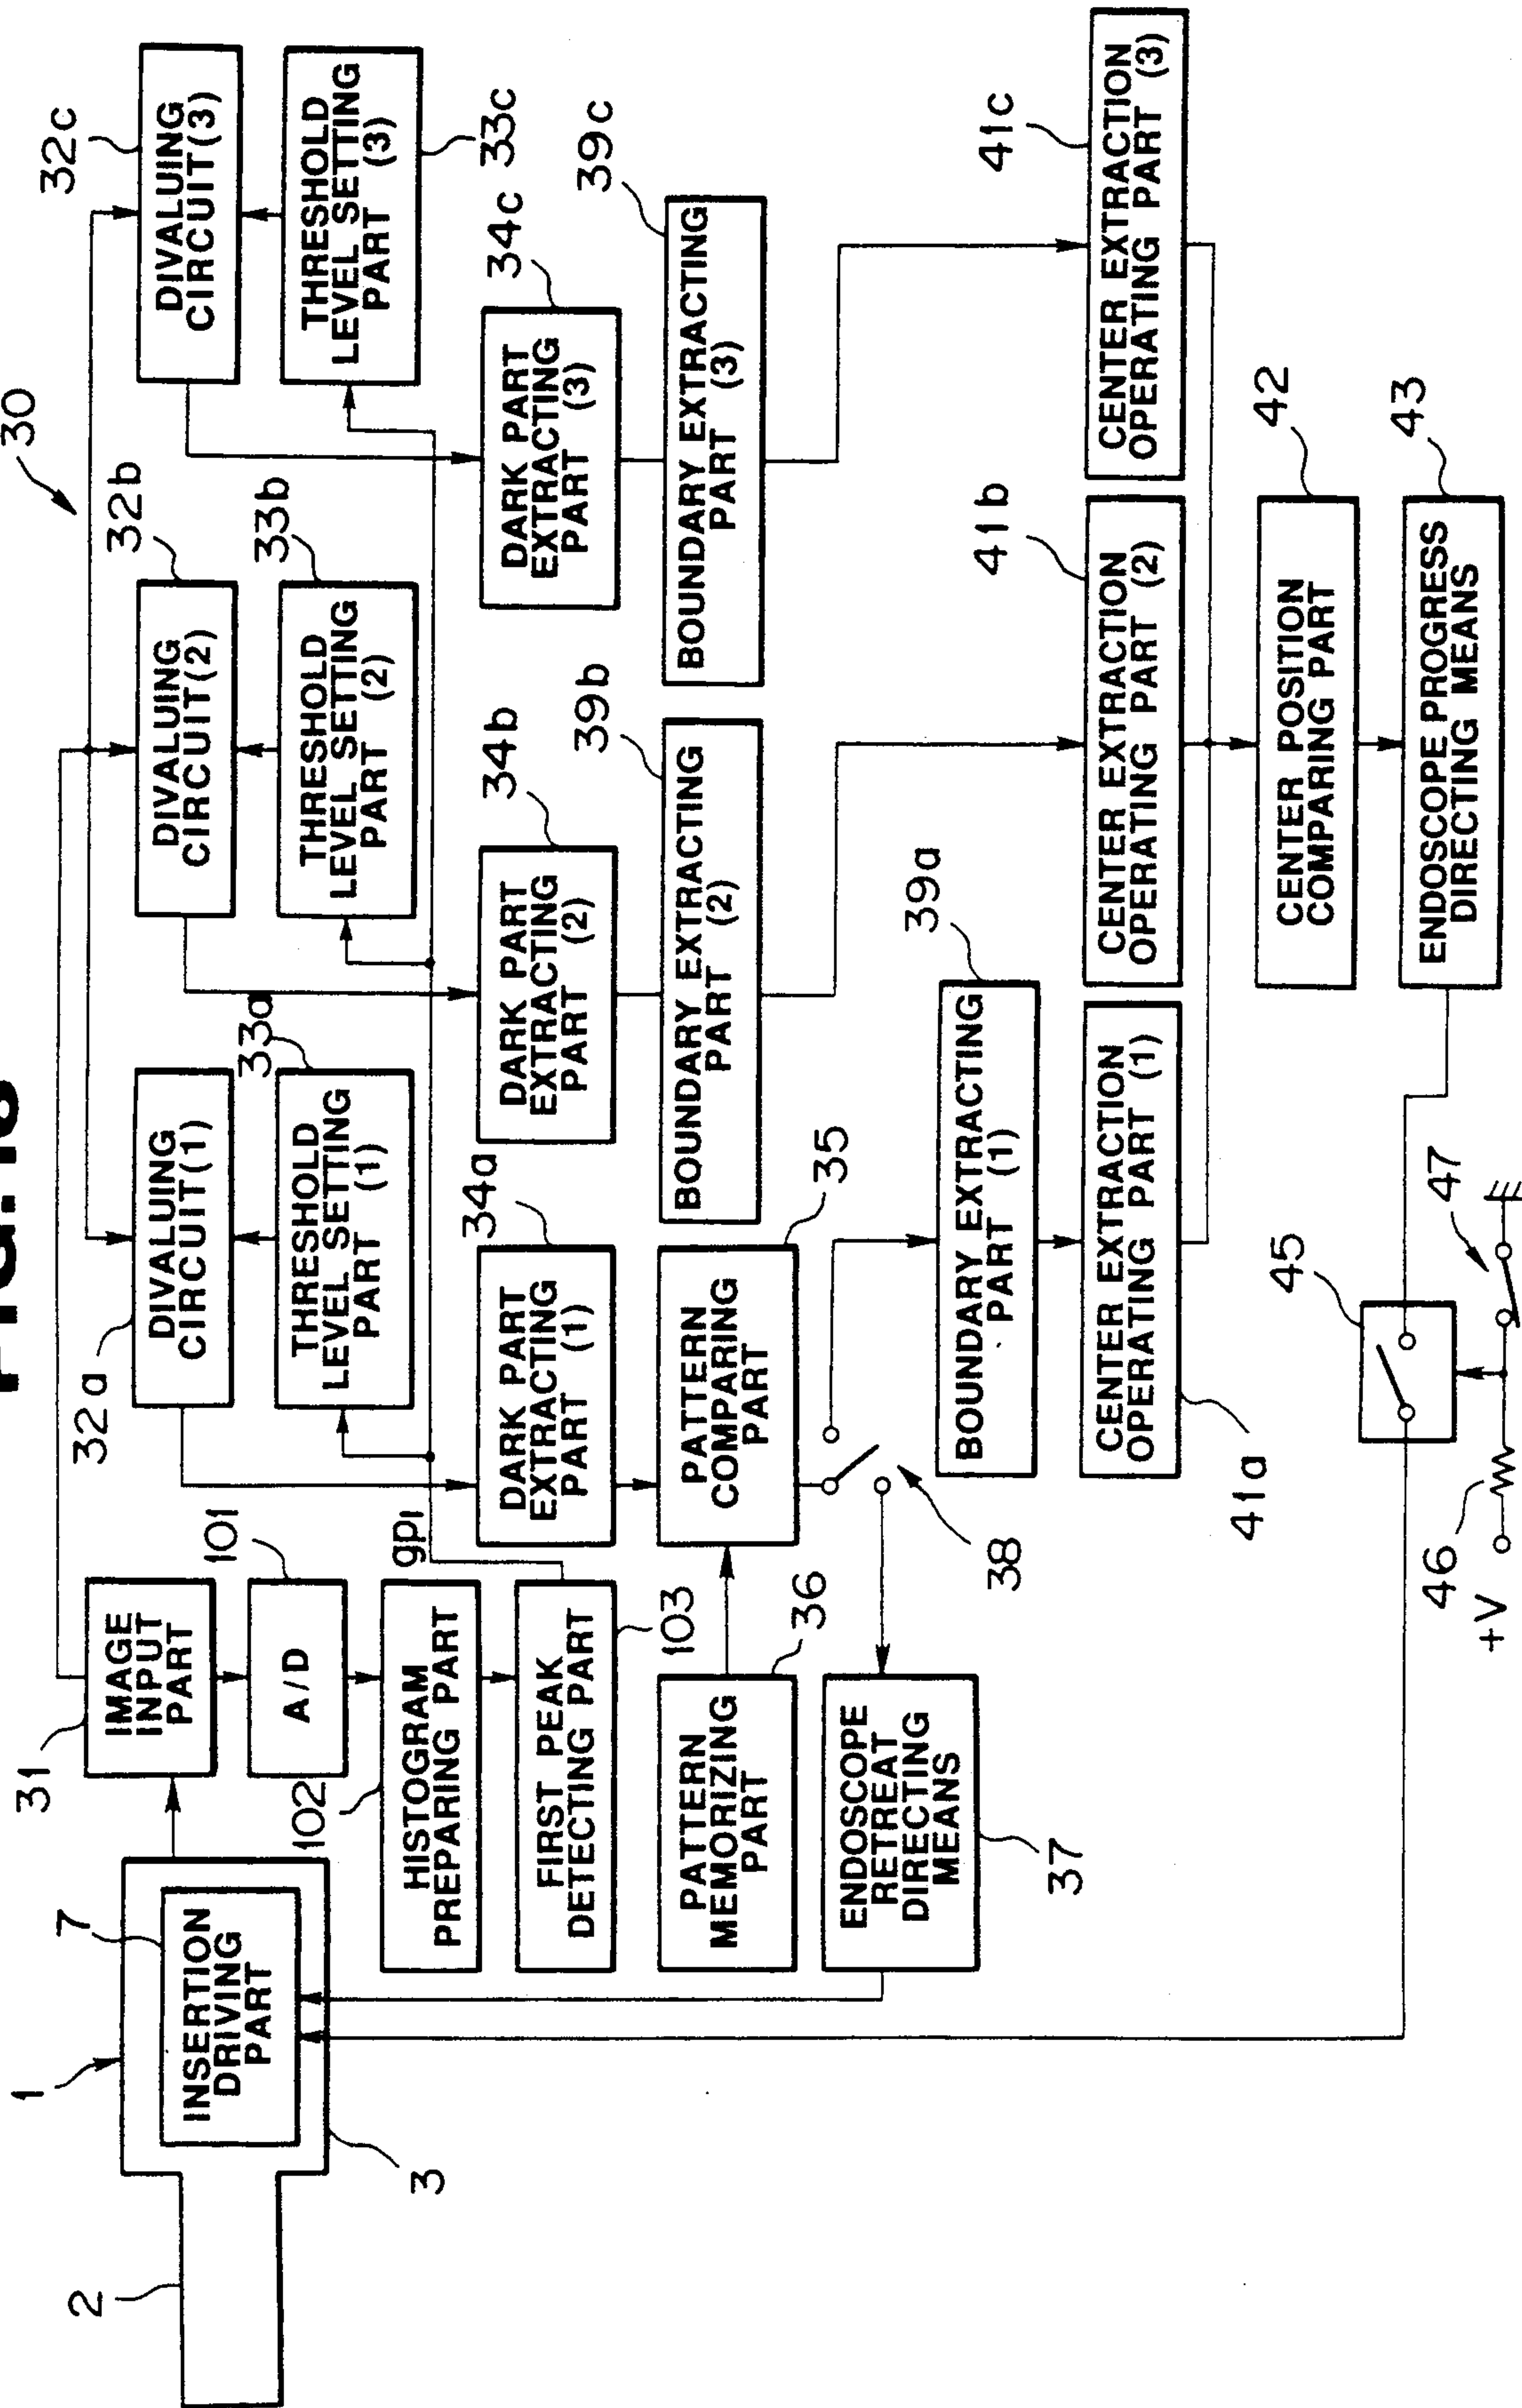 30
1
7
INSERTION
DRIVING
PART
2
3
31
IMAGE
INPUT
PART
101
A/D
102
HISTOGRAM
PREPARING PART
gp1
FIRST PEAK
DETECTING PART
103
32a
DIVALUING
CIRCUIT(1)
33a
THRESHOLD
LEVEL SETTING
PART (1)
32b
DIVALUING
CIRCUIT(2)
33b
THRESHOLD
LEVEL SETTING
PART (2)
32c
DIVALUING
CIRCUIT(3)
33c
THRESHOLD
LEVEL SETTING
PART (3)
34a
DARK PART
EXTRACTING
PART (1)
34b
DARK PART
EXTRACTING
PART (2)
34c
DARK PART
EXTRACTING
PART (3)
36
PATTERN
MEMORIZING
PART
35
PATTERN
COMPARING
PART
39b
BOUNDARY EXTRACTING
PART (2)
39c
BOUNDARY EXTRACTING
PART (3)
ENDOSCOPE
RETREAT
DIRECTING
MEANS
37
38
39a
BOUNDARY EXTRACTING
PART (1)
41a
CENTER EXTRACTION
OPERATING PART (1)
41b
CENTER EXTRACTION
OPERATING PART (2)
41c
CENTER EXTRACTION
OPERATING PART (3)
42
CENTER POSITION
COMPARING PART
43
ENDOSCOPE PROGRESS
DIRECTING MEANS
45
46
47
+V